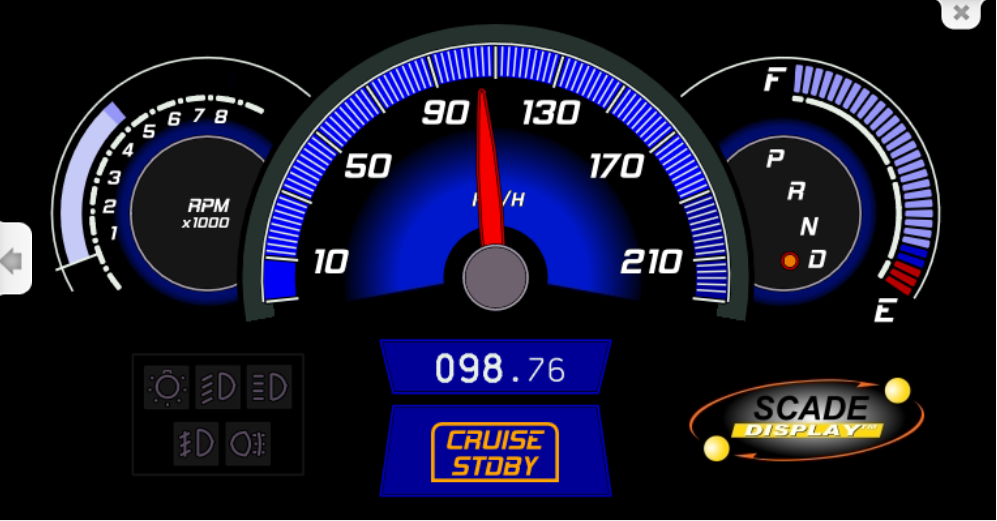 1
2
3
4
5
6
7
8
RPM
x1000
10
50
90
130
170
210
/H
F
E
P
R
N
D
098.76
CRUISE
STDBY
SCADE
DISPLAY